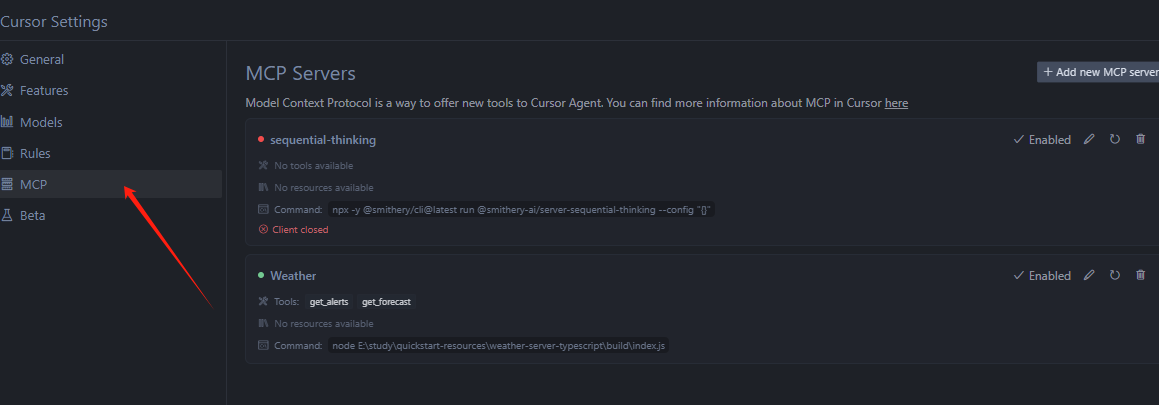 Cursor Settings
General
Features
Models
Rules
MCP
Beta
MCP Servers
+ Add new MCP server
Model Context Protocol is a way to offer new tools to Cursor Agent. You can find more information about MCP in Cursor here
sequential-thinking
Enabled
No tools available
No resources available
Command: npx -y @smithery/cli@latest run @smithery-ai/server-sequential-thinking --config "{}"
Client closed
Weather
Enabled
Tools: get_alerts get_forecast
No resources available
Command: node E:\study\quickstart-resources\weather-server-typescript\build\index.js